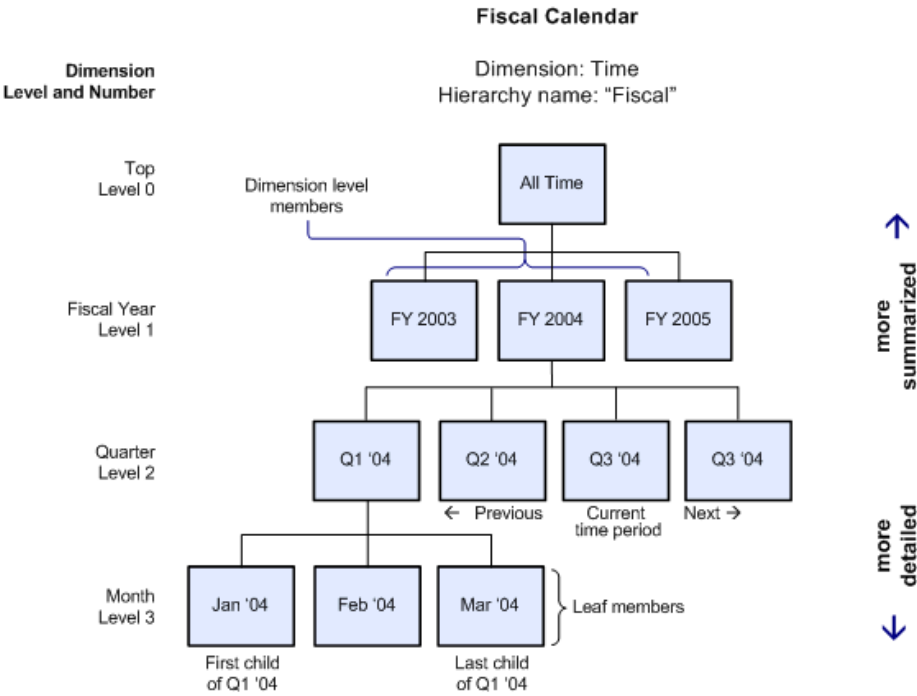 Fiscal Calendar
Dimension
Level and Number
Dimension: Time
Hierarchy name: “Fiscal”
Top
Level 0
Dimension level
members
All Time
more
summarized
Fiscal Year
Level 1
FY 2003
FY 2004
FY 2005
Quarter
Level 2
Q1 ‘04
Q2 ‘04
Q3 ‘04
Q3 ‘04
← Previous
Current
time period
Next →
more
detailed
Month
Level 3
Jan ‘04
Feb ‘04
Mar ‘04
Leaf members
First child
of Q1 ‘04
Last child
of Q1 ‘04